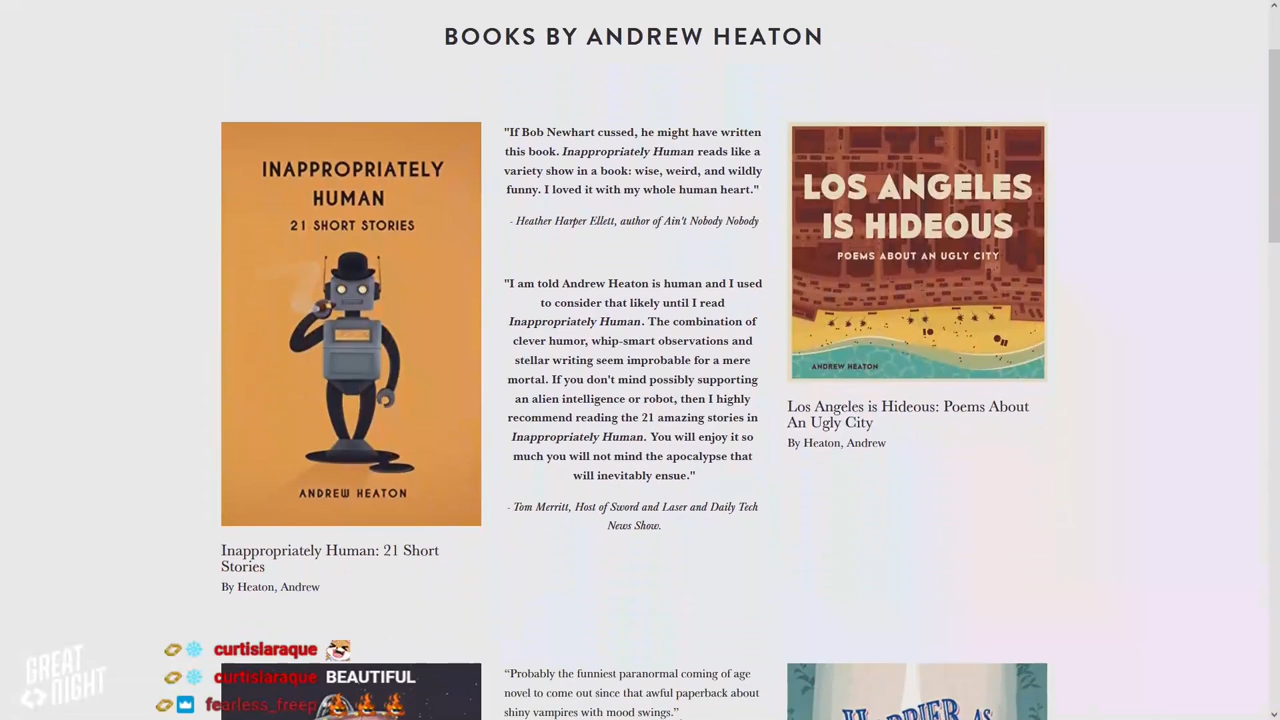 BOOKS BY ANDREW HEATON
INAPPROPRIATELY
HUMAN
21 SHORT STORIES
ANDREW HEATON
Inappropriately Human: 21 Short
Stories
By Heaton, Andrew
"If Bob Newhart cussed, he might have written
this book. Inappropriately Human reads like a
variety show in a book: wise, weird, and wildly
funny. I loved it with my whole human heart."
- Heather Harper Ellett, author of Ain't Nobody Nobody
"I am told Andrew Heaton is human and I used
to consider that likely until I read
Inappropriately Human. The combination of
clever humor, whip-smart observations and
stellar writing seem improbable for a mere
mortal. If you don't mind possibly supporting
an alien intelligence or robot, then I highly
recommend reading the 21 amazing stories in
Inappropriately Human. You will enjoy it so
much you will not mind the apocalypse that
will inevitably ensue."
- Tom Merritt, Host of Sword and Laser and Daily Tech
News Show.
LOS ANGELES
IS HIDEOUS
POEMS ABOUT AN UGLY CITY
ANDREW HEATON
Los Angeles is Hideous: Poems About
An Ugly City
By Heaton, Andrew
GREAT
NIGHT
curtislaraque
curtislaraque BEAUTIFUL
fearless_freep
“Probably the funniest paranormal coming of age
novel to come out since that awful paperback about
shiny vampires with mood swings.”
HAPPIER AS